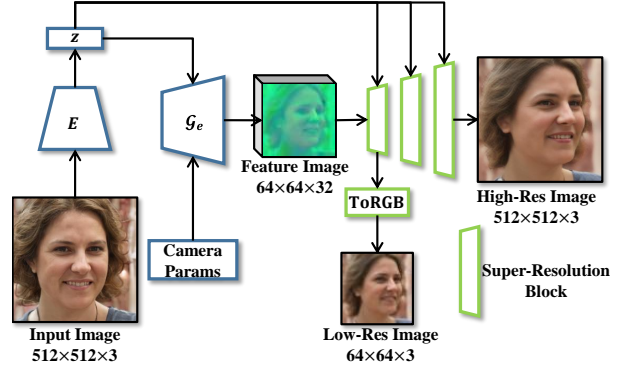 z
E
𝒢e
Feature Image
64×64×32
ToRGB
High-Res Image
512×512×3
Camera
Params
Super-Resolution
Block
Input Image
512×512×3
Low-Res Image
64×64×3